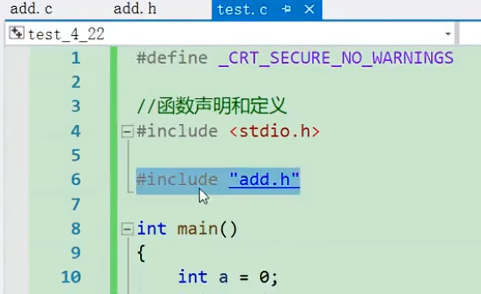 add.c add.h test.c
test_4_22
1 #define _CRT_SECURE_NO_WARNINGS
2
3 //函数声明和定义
4 #include <stdio.h>
5
6 #include "add.h"
7
8 int main()
9 {
10 int a = 0;